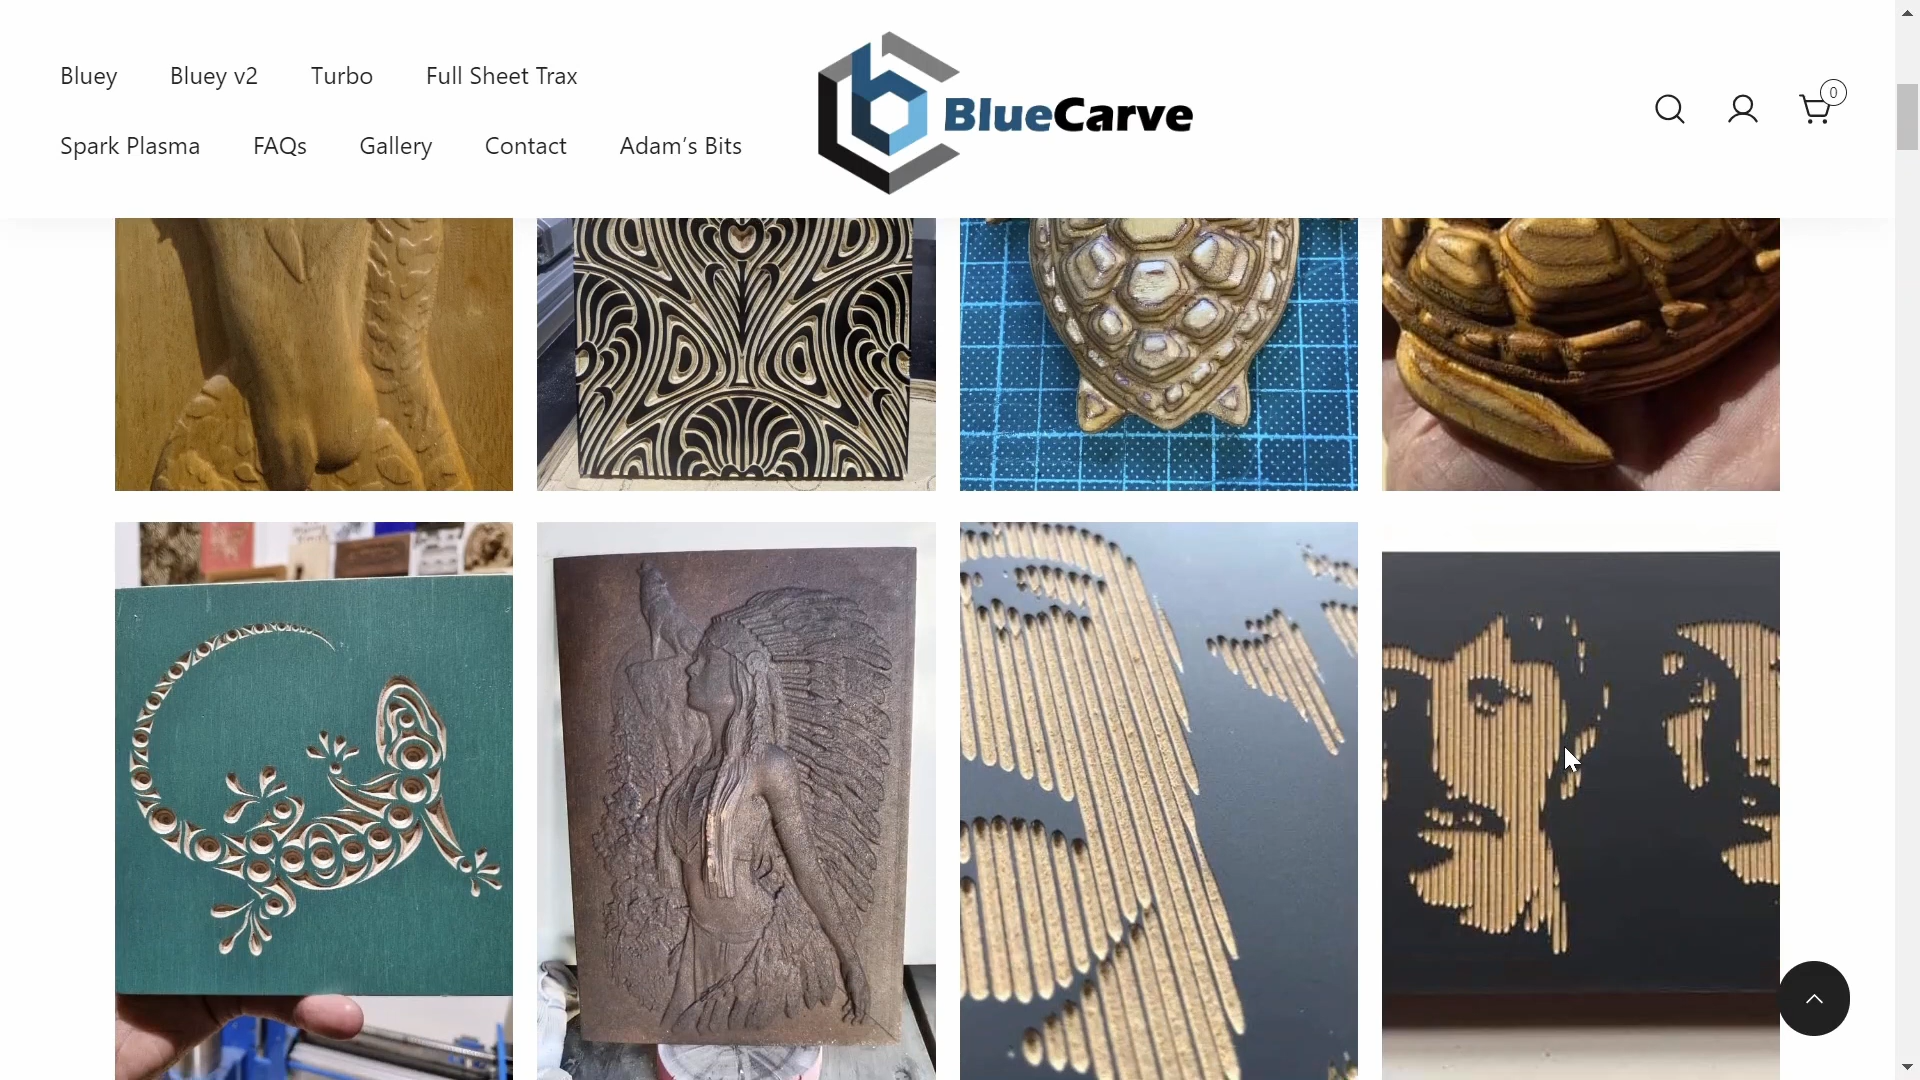 Bluey Bluey v2 Turbo Full Sheet Trax
Spark Plasma FAQs Gallery Contact Adam's Bits
BlueCarve
0